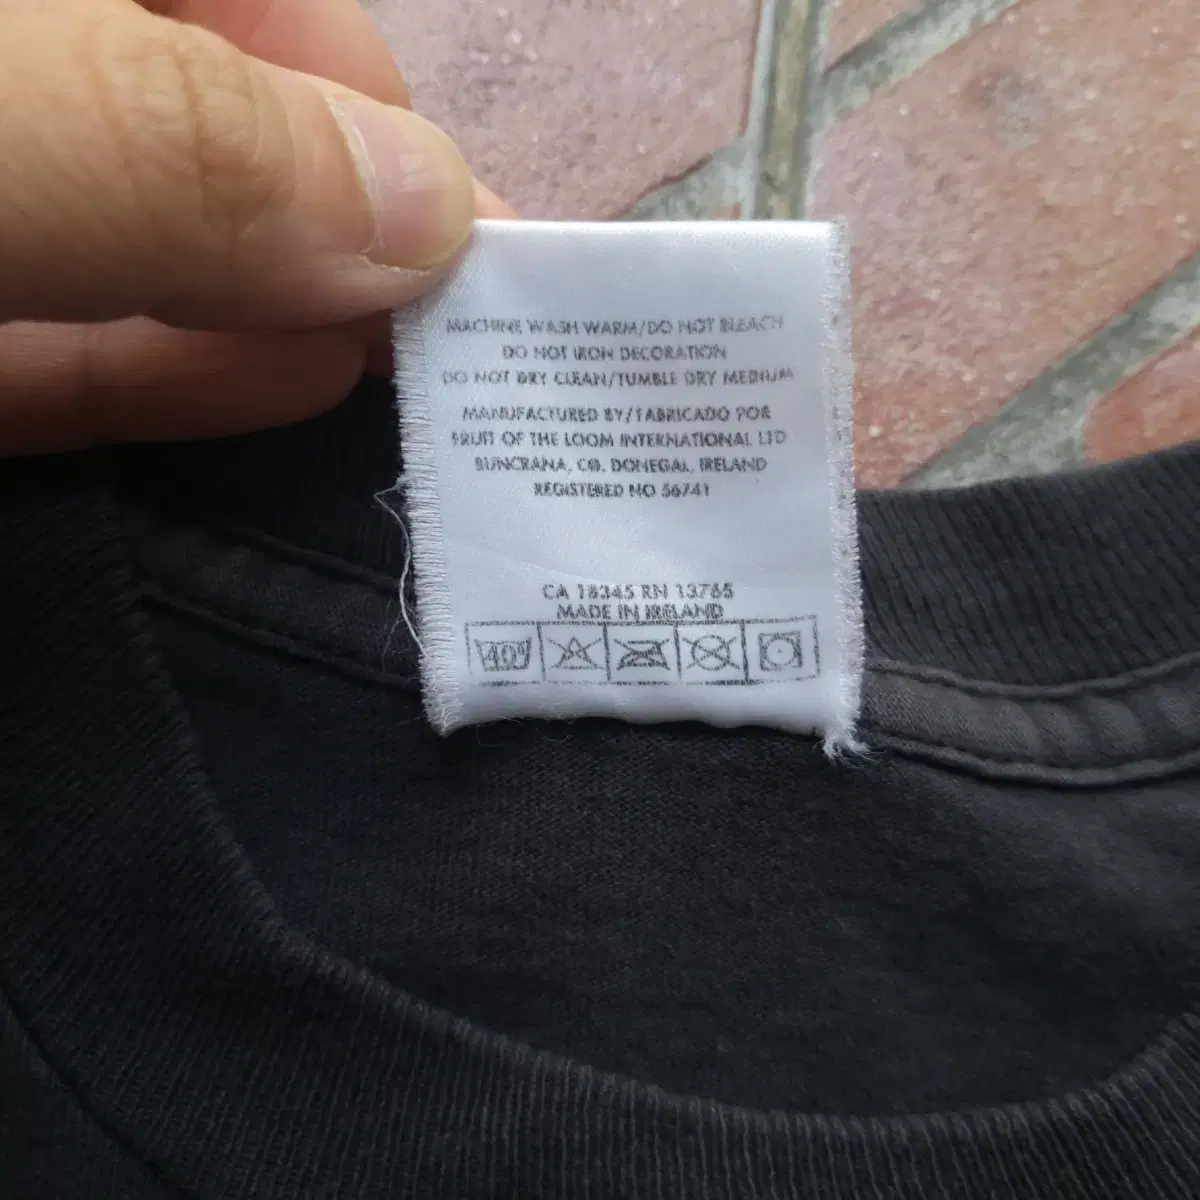 MACHINE WASH WARM/DO NOT BLEACH
DO NOT IRON DECORATION
DO NOT DRY CLEAN/TUMBLE DRY MEDIUM
MANUFACTURED BY/FABRICADO POR
FRUIT OF THE LOOM INTERNATIONAL LTD
BUNCRANA, CO. DONEGAL, IRELAND
REGISTERED NO 56741
CA 18345 RN 13765
MADE IN IRELAND
40°